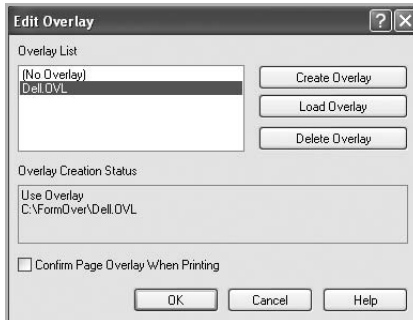 Edit Overlay
Overlay List
(No Overlay)
Dell.OVL
Create Overlay
Load Overlay
Delete Overlay
Overlay Creation Status
Use Overlay
C:\FormOver\Dell.OVL
Confirm Page Overlay When Printing
OK Cancel Help